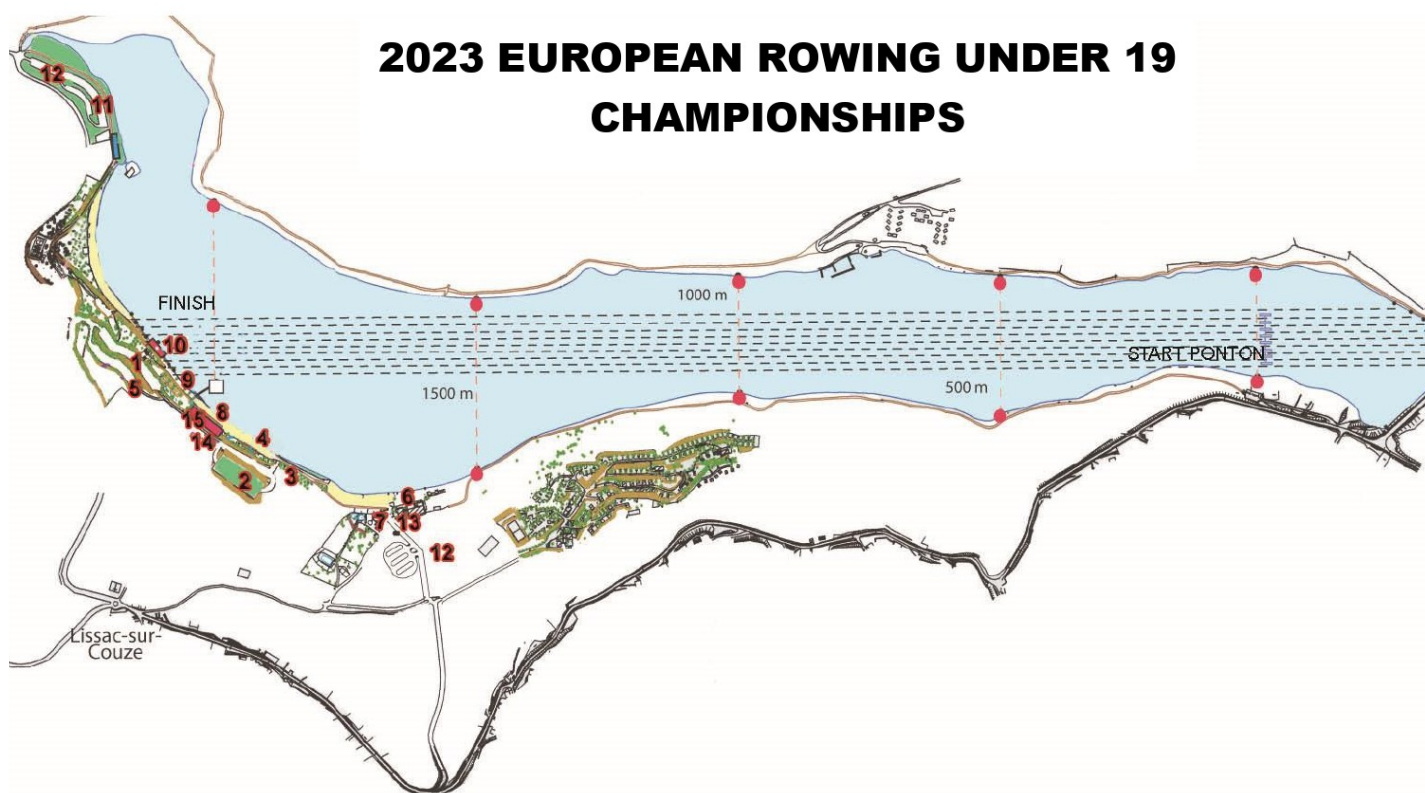 2023 EUROPEAN ROWING UNDER 19
CHAMPIONSHIPS
12
11
FINISH
1000 m
10
1
START PONTON
9
5
1500 m
500 m
8
15
4
14
3
2
6
7
13
12
Lissac-sur-
Couze